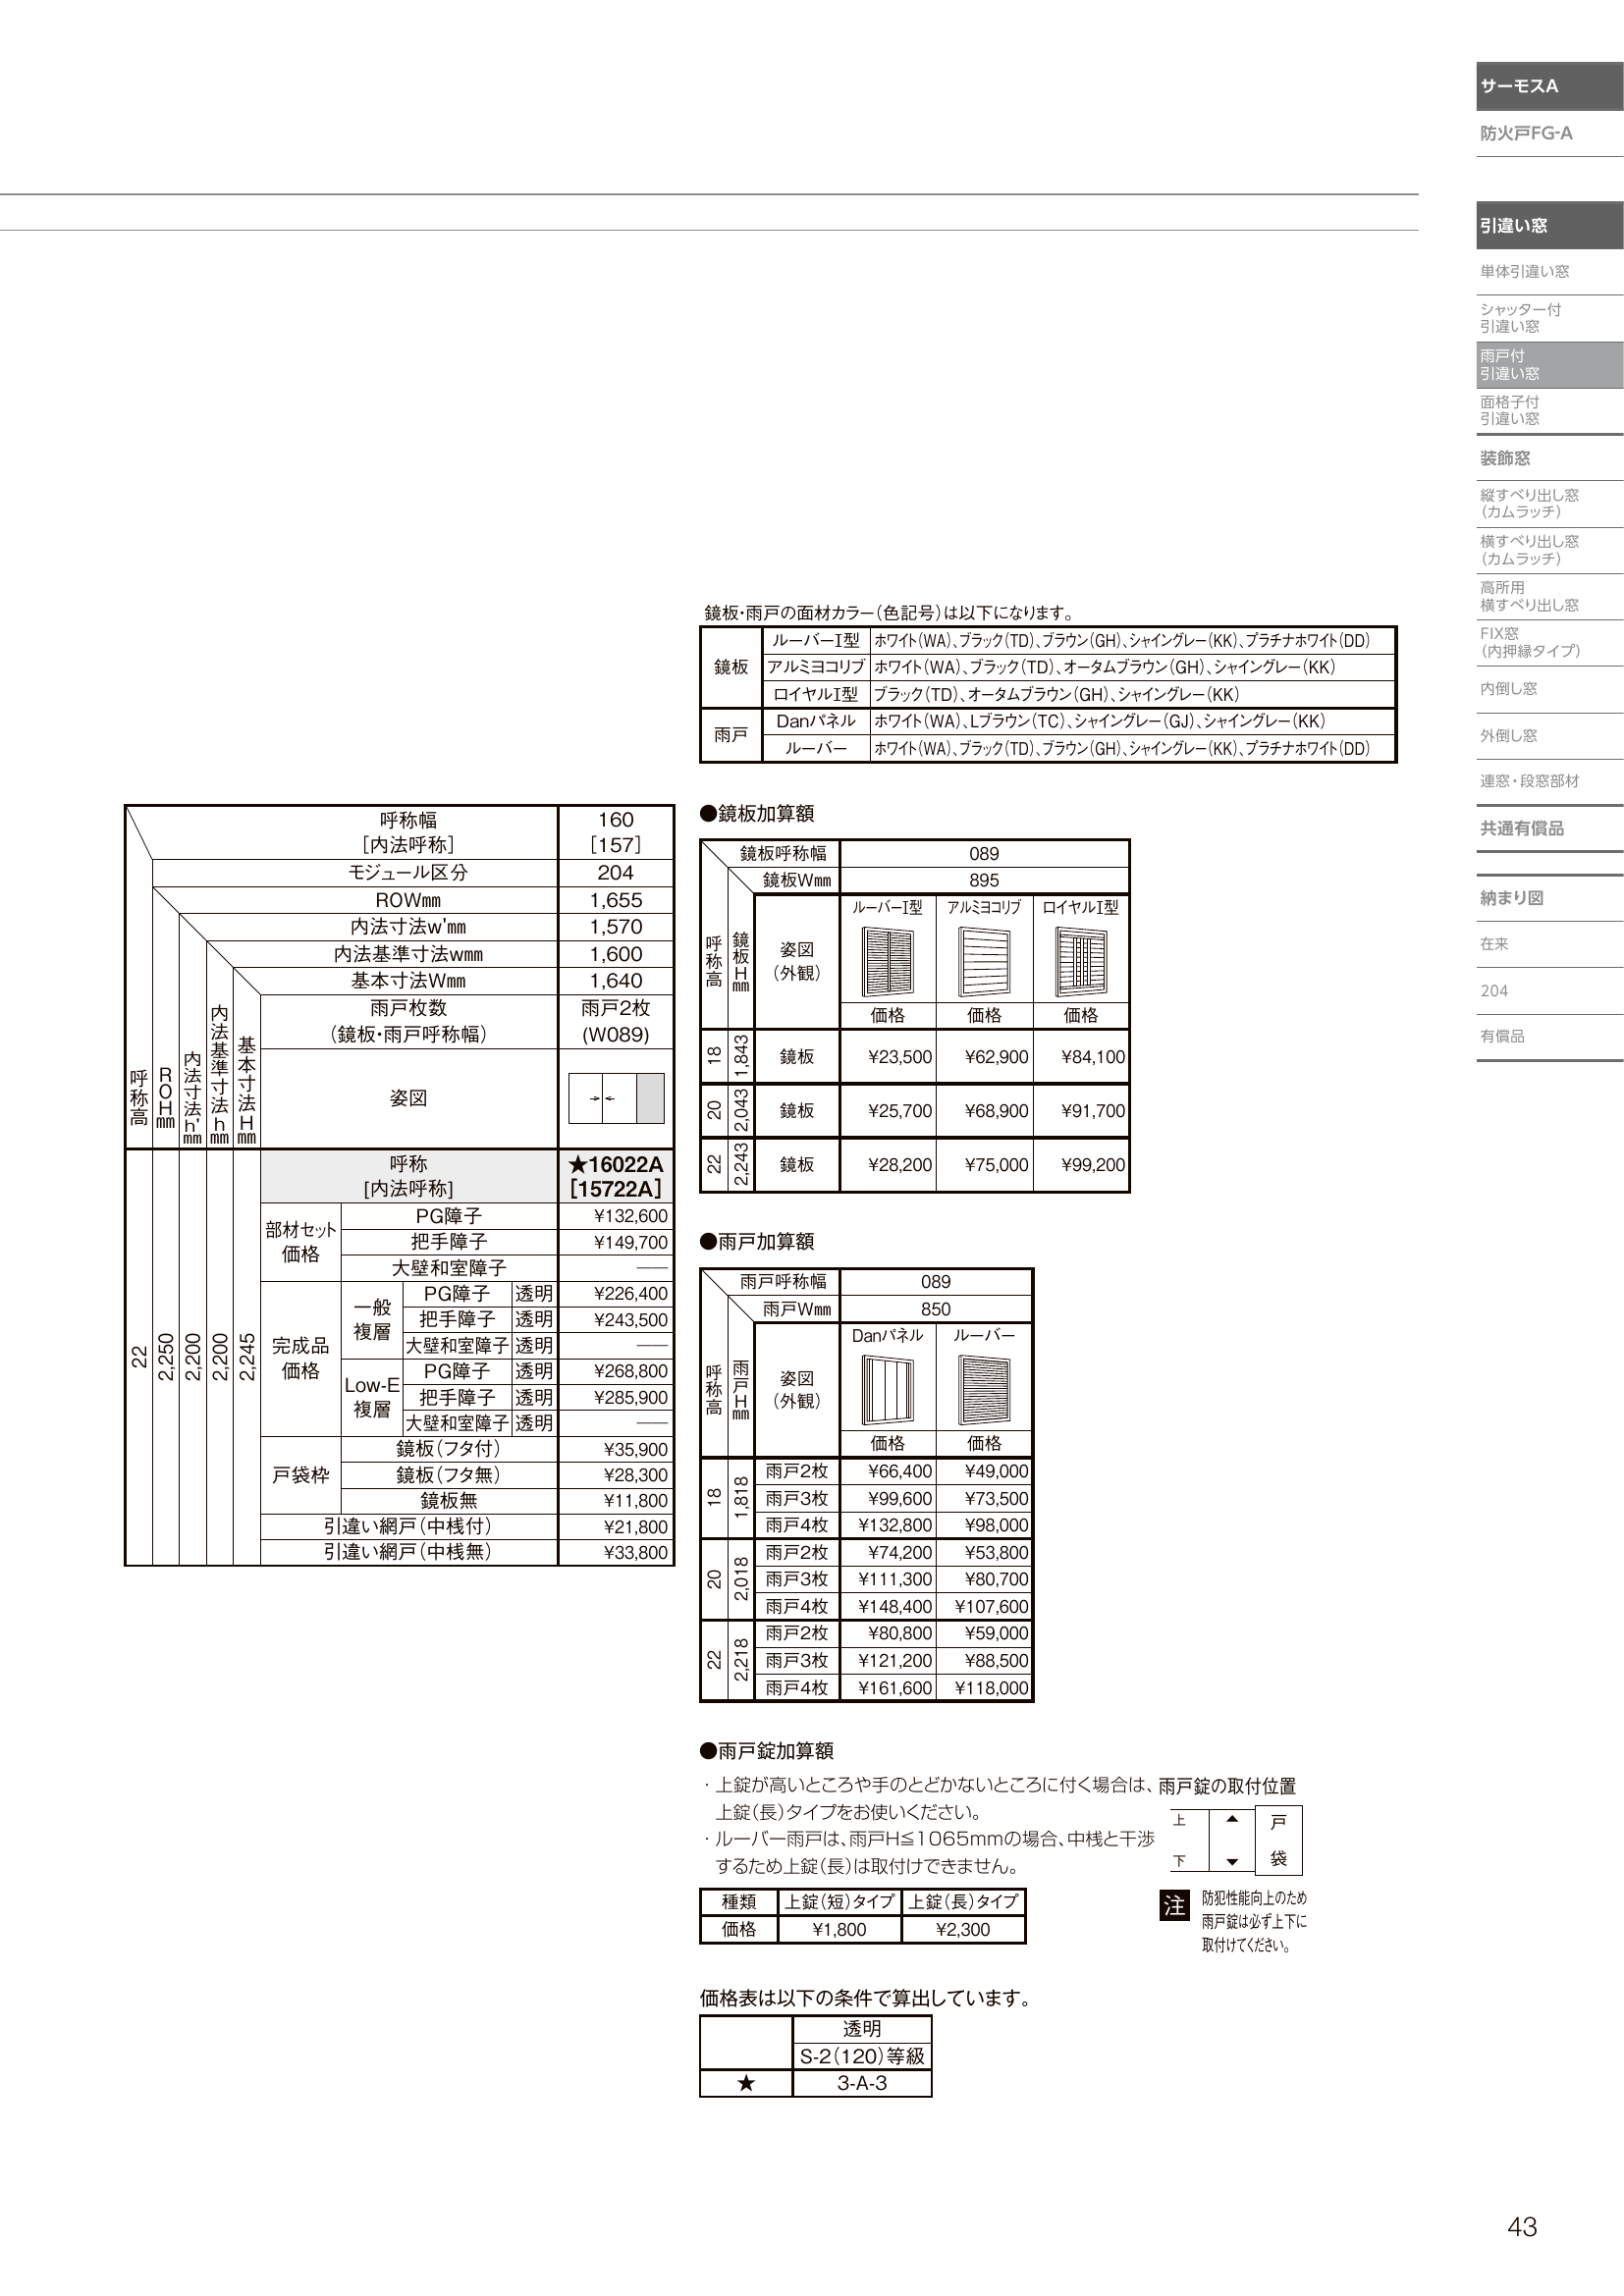 サーモスA
防火戸FG-A
引違い窓
単体引違い窓
シャッター付
引違い窓
雨戸付
引違い窓
面格子付
引違い窓
装飾窓
縦すべり出し窓
（カムラッチ）
横すべり出し窓
（カムラッチ）
高所用
横すべり出し窓
FIX窓
（内押縁タイプ）
内倒し窓
外倒し窓
連窓・段窓部材
共通有償品
納まり図
在来
204
有償品
鏡板・雨戸の面材カラー（色記号）は以下になります。
鏡板 ルーバーⅠ型 ホワイト（WA）、ブラック（TD）、ブラウン（GH）、シャイングレー（KK）、プラチナホワイト（DD）
アルミヨコリブ ホワイト（WA）、ブラック（TD）、オータムブラウン（GH）、シャイングレー（KK）
ロイヤルⅠ型 ブラック（TD）、オータムブラウン（GH）、シャイングレー（KK）
雨戸 Danパネル ホワイト（WA）、Lブラウン（TC）、シャイングレー（GJ）、シャイングレー（KK）
ルーバー ホワイト（WA）、ブラック（TD）、ブラウン（GH）、シャイングレー（KK）、プラチナホワイト（DD）
呼称幅 160
［内法呼称］ ［157］
モジュール区分 204
ROW㎜ 1,655
内法寸法w'㎜ 1,570
内法基準寸法w㎜ 1,600
基本寸法W㎜ 1,640
雨戸枚数 雨戸2枚
（鏡板・雨戸呼称幅） (W089)
呼称高 ROH㎜ 内法寸法h'㎜ 内法基準寸法h㎜ 基本寸法H㎜ 姿図
22 2,250 2,200 2,200 2,245
呼称 ★16022A
[内法呼称] ［15722A］
部材セット価格 PG障子 ¥132,600
把手障子 ¥149,700
大壁和室障子 ──
完成品価格 一般複層 PG障子 透明 ¥226,400
把手障子 透明 ¥243,500
大壁和室障子 透明 ──
Low-E複層 PG障子 透明 ¥268,800
把手障子 透明 ¥285,900
大壁和室障子 透明 ──
戸袋枠 鏡板（フタ付） ¥35,900
鏡板（フタ無） ¥28,300
鏡板無 ¥11,800
引違い網戸（中桟付） ¥21,800
引違い網戸（中桟無） ¥33,800
●鏡板加算額
鏡板呼称幅 089
鏡板W㎜ 895
呼称高 鏡板H㎜ 姿図（外観） ルーバーⅠ型 アルミヨコリブ ロイヤルⅠ型
価格 価格 価格
18 1,843 鏡板 ¥23,500 ¥62,900 ¥84,100
20 2,043 鏡板 ¥25,700 ¥68,900 ¥91,700
22 2,243 鏡板 ¥28,200 ¥75,000 ¥99,200
●雨戸加算額
雨戸呼称幅 089
雨戸W㎜ 850
呼称高 雨戸H㎜ 姿図（外観） Danパネル ルーバー
価格 価格
18 1,818 雨戸2枚 ¥66,400 ¥49,000
雨戸3枚 ¥99,600 ¥73,500
雨戸4枚 ¥132,800 ¥98,000
20 2,018 雨戸2枚 ¥74,200 ¥53,800
雨戸3枚 ¥111,300 ¥80,700
雨戸4枚 ¥148,400 ¥107,600
22 2,218 雨戸2枚 ¥80,800 ¥59,000
雨戸3枚 ¥121,200 ¥88,500
雨戸4枚 ¥161,600 ¥118,000
●雨戸錠加算額
・上錠が高いところや手のとどかないところに付く場合は、
上錠（長）タイプをお使いください。
・ルーバー雨戸は、雨戸H≦1065mmの場合、中桟と干渉
するため上錠（長）は取付けできません。
種類 上錠（短）タイプ 上錠（長）タイプ
価格 ¥1,800 ¥2,300
雨戸錠の取付位置
上 ▲ 戸
下 ▼ 袋
注 防犯性能向上のため
雨戸錠は必ず上下に
取付けてください。
価格表は以下の条件で算出しています。
透明
S-2（120）等級
★ 3-A-3
43